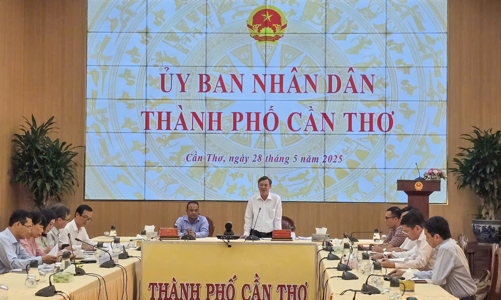 ỦY BAN NHÂN DÂN
THÀNH PHỐ CẦN THƠ
Cần Thơ, ngày 28 tháng 5 năm 2025
THÀNH PHỐ CẦN THƠ